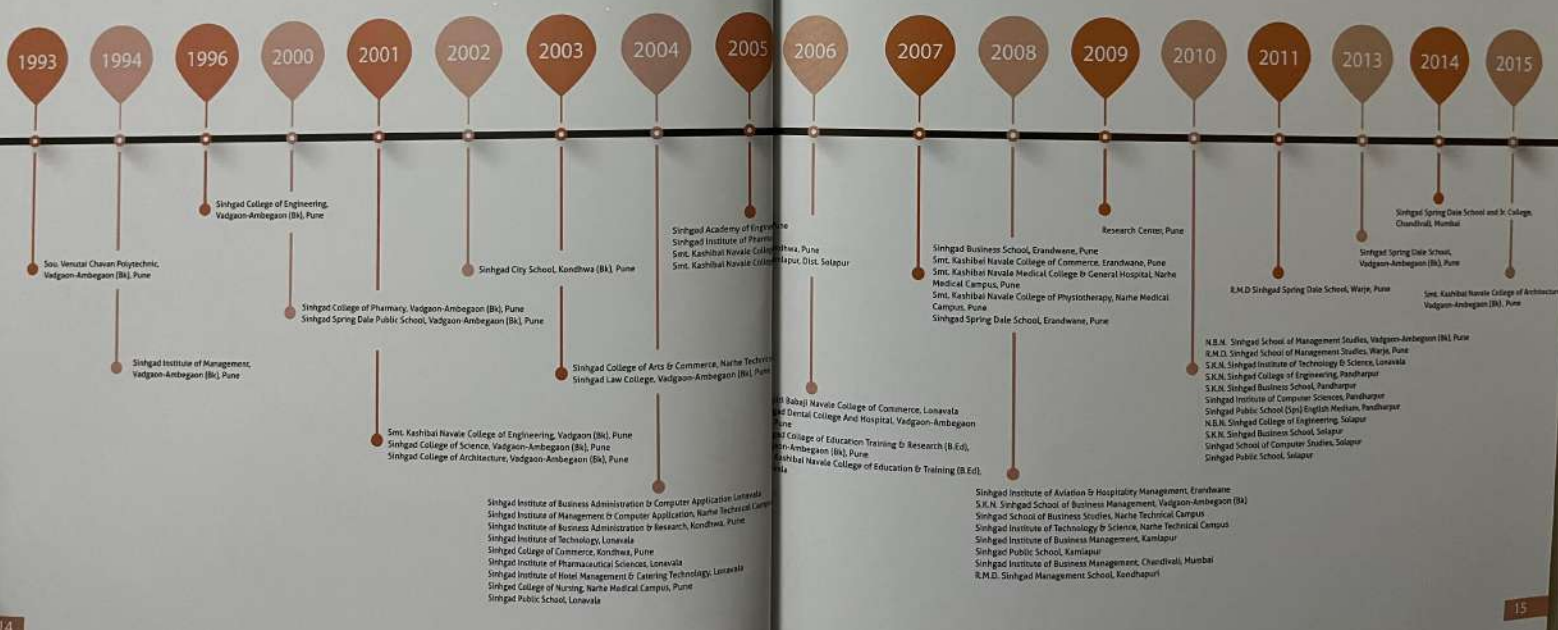 1993
1994
1996
2000
2001
2002
2003
2004
2005
2006
2007
2008
2009
2010
2011
2013
2014
2015
Sou. Venutai Chavan Polytechnic,
Vadgaon-Ambegaon (Bk), Pune
Sinhgad Institute of Management,
Vadgaon-Ambegaon (Bk), Pune
Sinhgad College of Engineering,
Vadgaon-Ambegaon (Bk), Pune
Sinhgad College of Pharmacy, Vadgaon-Ambegaon (Bk), Pune
Sinhgad Spring Dale Public School, Vadgaon-Ambegaon (Bk), Pune
Smt. Kashibai Navale College of Engineering, Vadgaon (Bk), Pune
Sinhgad College of Science, Vadgaon-Ambegaon (Bk), Pune
Sinhgad College of Architecture, Vadgaon-Ambegaon (Bk), Pune
Sinhgad City School, Kondhwa (Bk), Pune
Sinhgad College of Arts & Commerce, Narhe
Sinhgad Law College, Vadgaon-Ambegaon (Bk), Pune
Sinhgad Institute of Business Administration & Computer Application Lonavala
Sinhgad Institute of Management & Computer Application, Narhe Technical
Sinhgad Institute of Business Administration & Research, Kondhwa, Pune
Sinhgad Institute of Technology, Lonavala
Sinhgad College of Commerce, Kondhwa, Pune
Sinhgad Institute of Pharmaceutical Sciences, Lonavala
Sinhgad Institute of Hotel Management & Catering Technology, Lonavala
Sinhgad College of Nursing, Narhe Medical Campus, Pune
Sinhgad Public School, Lonavala
Sinhgad Academy of
Sinhgad Institute of
Smt. Kashibai Navale Pune
Smt. Kashibai Navale Dist. Solapur
Babaji Navale College of Commerce, Lonavala
Dental College And Hospital, Vadgaon-Ambegaon
College of Education Training & Research (B.Ed),
(Bk), Pune
Navale College of Education & Training (B.Ed),
Sinhgad Business School, Erandwene, Pune
Smt. Kashibei Navale College of Commerce, Erandwane, Pune
Smt. Kashibai Navale Medical College & General Hospital, Narhe
Medical Campus, Pune
Smt. Kashibai Navale College of Physiotherapy, Narhe Medical
Campus, Pune
Sinhgad Spring Dale School, Erandwane, Pune
Sinhgad Institute of Aviation & Hospitality Management, Erandwane
S.K.N. Sinhgad School of Business Management, Vadgaon-Ambegaon (Bk)
Sinhgad School of Business Studies, Narhe Technical Campus
Sinhgad Institute of Technology & Science, Narhe Technical Campus
Sinhgad Institute of Business Management, Kamlapur
Sinhgad Public School, Kamlapur
Sinhgad Institute of Business Management, Chandivali, Mumbai
R.M.D. Sinhgad Management School, Kondhapuri
Research Center, Pune
N.B.N. Sinhgad School of Management Studies, Vadgaon-Ambegaon (Bk), Pune
R.M.D. Sinhgad School of Management Studies, Warje, Pune
S.K.N. Sinhgad Institute of Technology & Science, Lonavala
S.K.N. Sinhgad College of Engineering, Pandharpur
S.K.N. Sinhgad Business School, Pandharpur
Sinhgad Institute of Computer Sciences, Pandharpur
Sinhgad Public School (Sps) English Medium, Pandharpur
N.B.N. Sinhgad College of Engineering, Solapur
S.K.N. Sinhgad Business School, Solapur
Sinhgad School of Computer Studies, Solapur
Sinhgad Public School, Solapur
R.M.D Sinhgad Spring Dale School, Warje, Pune
Sinhgad Spring Dale School,
Vadgaon-Ambegaon (Bk), Pune
Sinhgad Spring Dale School and Jr. College,
Chandivali, Mumbai
Smt. Kashibai Navale College of
Vadgaon-Ambegaon (Bk), Pune
14
15